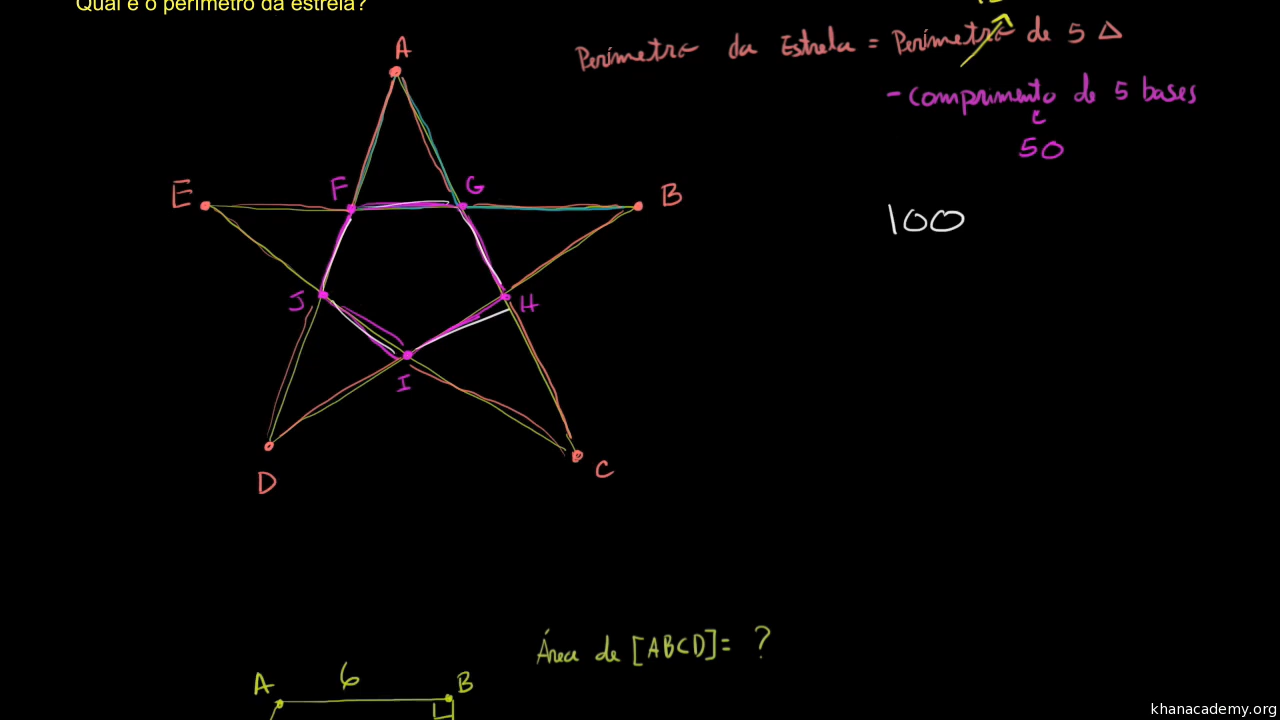 Qual é o perímetro da estrela?
Perímetro da Estrela = Perímetro de 5 Δ
- comprimento de 5 bases
50
100
A
E
F
G
B
J
H
I
D
C
Área de [ABCD]= ?
A
6
B
khanacademy.org